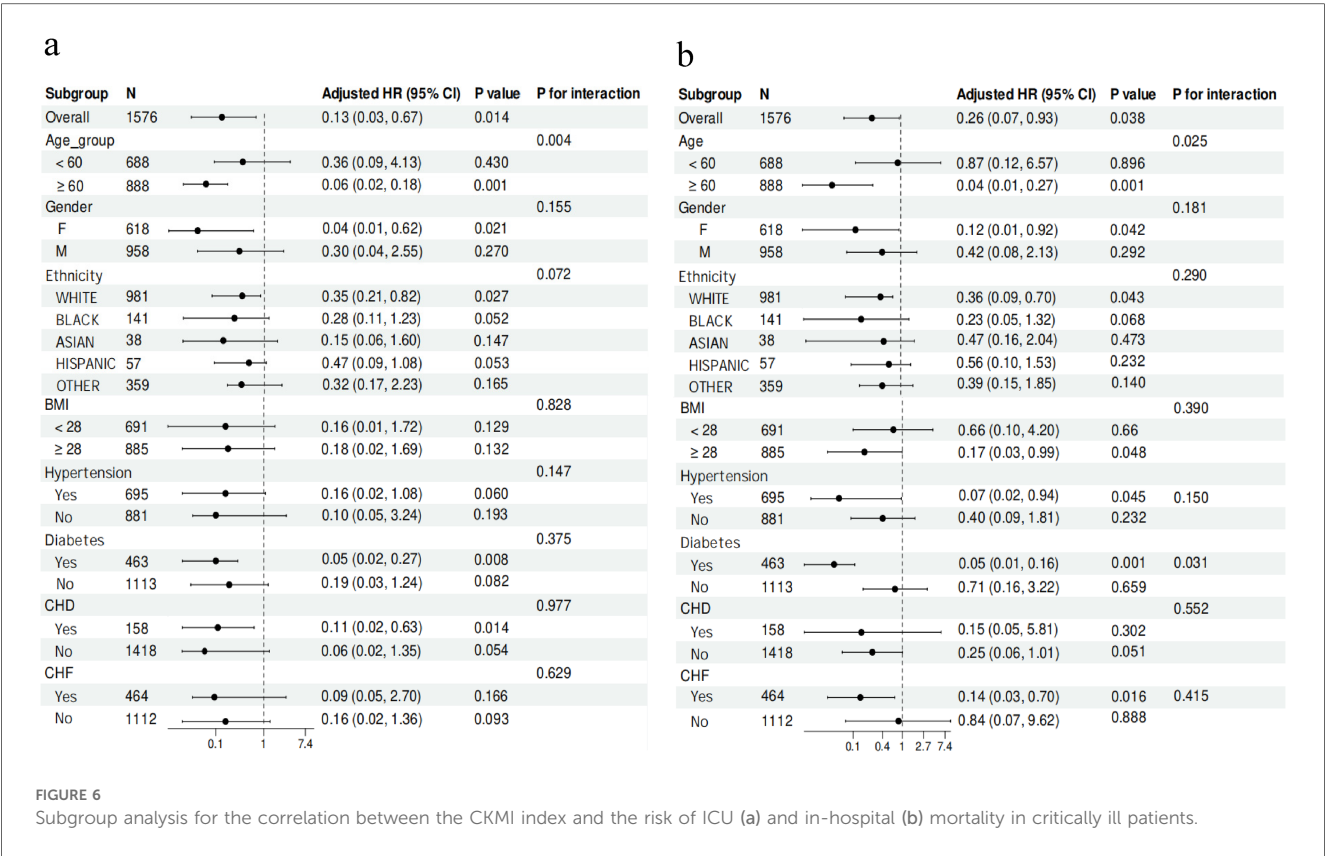 a
Subgroup N Adjusted HR (95% CI) P value P for interaction
Overall 1576 0.13 (0.03, 0.67) 0.014
Age_group 0.004
< 60 688 0.36 (0.09, 4.13) 0.430
≥ 60 888 0.06 (0.02, 0.18) 0.001
Gender 0.155
F 618 0.04 (0.01, 0.62) 0.021
M 958 0.30 (0.04, 2.55) 0.270
Ethnicity 0.072
WHITE 981 0.35 (0.21, 0.82) 0.027
BLACK 141 0.28 (0.11, 1.23) 0.052
ASIAN 38 0.15 (0.06, 1.60) 0.147
HISPANIC 57 0.47 (0.09, 1.08) 0.053
OTHER 359 0.32 (0.17, 2.23) 0.165
BMI 0.828
< 28 691 0.16 (0.01, 1.72) 0.129
≥ 28 885 0.18 (0.02, 1.69) 0.132
Hypertension 0.147
Yes 695 0.16 (0.02, 1.08) 0.060
No 881 0.10 (0.05, 3.24) 0.193
Diabetes 0.375
Yes 463 0.05 (0.02, 0.27) 0.008
No 1113 0.19 (0.03, 1.24) 0.082
CHD 0.977
Yes 158 0.11 (0.02, 0.63) 0.014
No 1418 0.06 (0.02, 1.35) 0.054
CHF 0.629
Yes 464 0.09 (0.05, 2.70) 0.166
No 1112 0.16 (0.02, 1.36) 0.093
0.1 1 7.4
b
Subgroup N Adjusted HR (95% CI) P value P for interaction
Overall 1576 0.26 (0.07, 0.93) 0.038
Age 0.025
< 60 688 0.87 (0.12, 6.57) 0.896
≥ 60 888 0.04 (0.01, 0.27) 0.001
Gender 0.181
F 618 0.12 (0.01, 0.92) 0.042
M 958 0.42 (0.08, 2.13) 0.292
Ethnicity 0.290
WHITE 981 0.36 (0.09, 0.70) 0.043
BLACK 141 0.23 (0.05, 1.32) 0.068
ASIAN 38 0.47 (0.16, 2.04) 0.473
HISPANIC 57 0.56 (0.10, 1.53) 0.232
OTHER 359 0.39 (0.15, 1.85) 0.140
BMI 0.390
< 28 691 0.66 (0.10, 4.20) 0.66
≥ 28 885 0.17 (0.03, 0.99) 0.048
Hypertension
Yes 695 0.07 (0.02, 0.94) 0.045 0.150
No 881 0.40 (0.09, 1.81) 0.232
Diabetes
Yes 463 0.05 (0.01, 0.16) 0.001 0.031
No 1113 0.71 (0.16, 3.22) 0.659
CHD 0.552
Yes 158 0.15 (0.05, 5.81) 0.302
No 1418 0.25 (0.06, 1.01) 0.051
CHF
Yes 464 0.14 (0.03, 0.70) 0.016 0.415
No 1112 0.84 (0.07, 9.62) 0.888
0.1 0.4 1 2.7 7.4
FIGURE 6
Subgroup analysis for the correlation between the CKMI index and the risk of ICU (a) and in-hospital (b) mortality in critically ill patients.